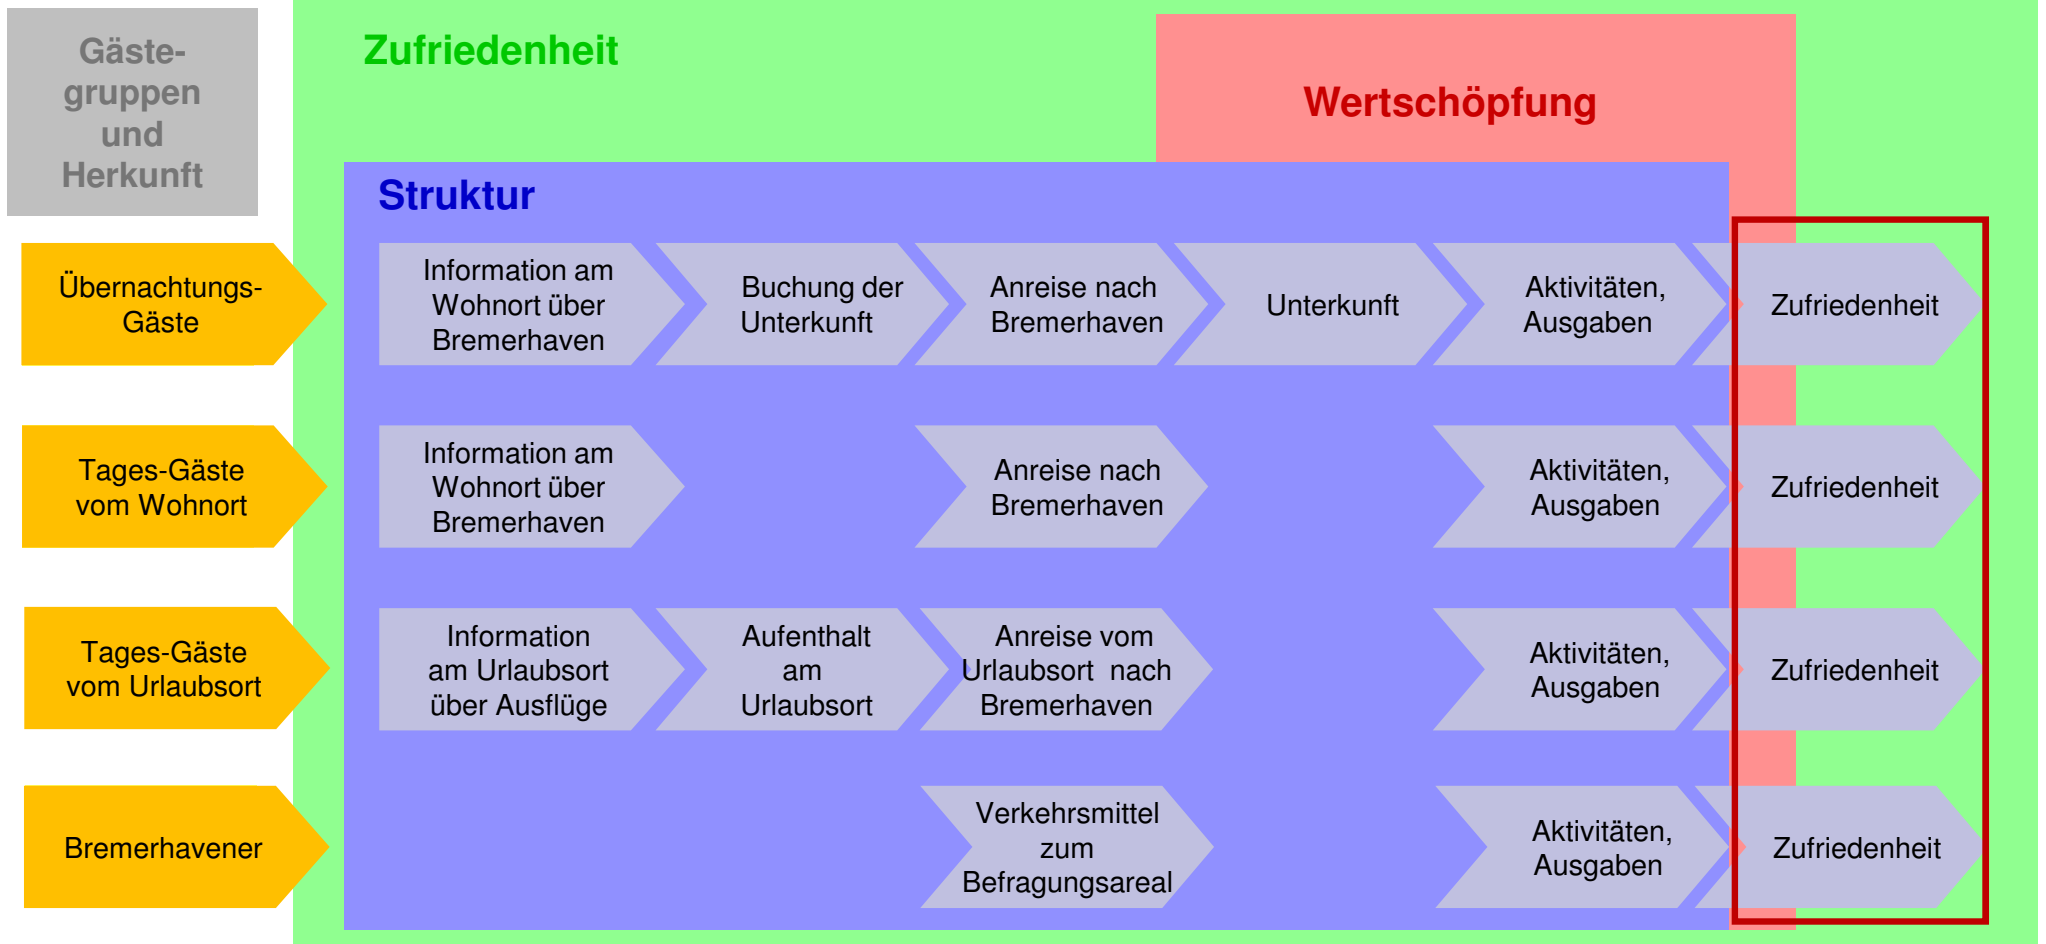 Gäste-
gruppen
und
Herkunft
Zufriedenheit
Wertschöpfung
Struktur
Übernachtungs-
Gäste
Information am
Wohnort über
Bremerhaven
Buchung der
Unterkunft
Anreise nach
Bremerhaven
Unterkunft
Aktivitäten,
Ausgaben
Zufriedenheit
Tages-Gäste
vom Wohnort
Information am
Wohnort über
Bremerhaven
Anreise nach
Bremerhaven
Aktivitäten,
Ausgaben
Zufriedenheit
Tages-Gäste
vom Urlaubsort
Information
am Urlaubsort
über Ausflüge
Aufenthalt
am
Urlaubsort
Anreise vom
Urlaubsort nach
Bremerhaven
Aktivitäten,
Ausgaben
Zufriedenheit
Bremerhavener
Verkehrsmittel
zum
Befragungsareal
Aktivitäten,
Ausgaben
Zufriedenheit